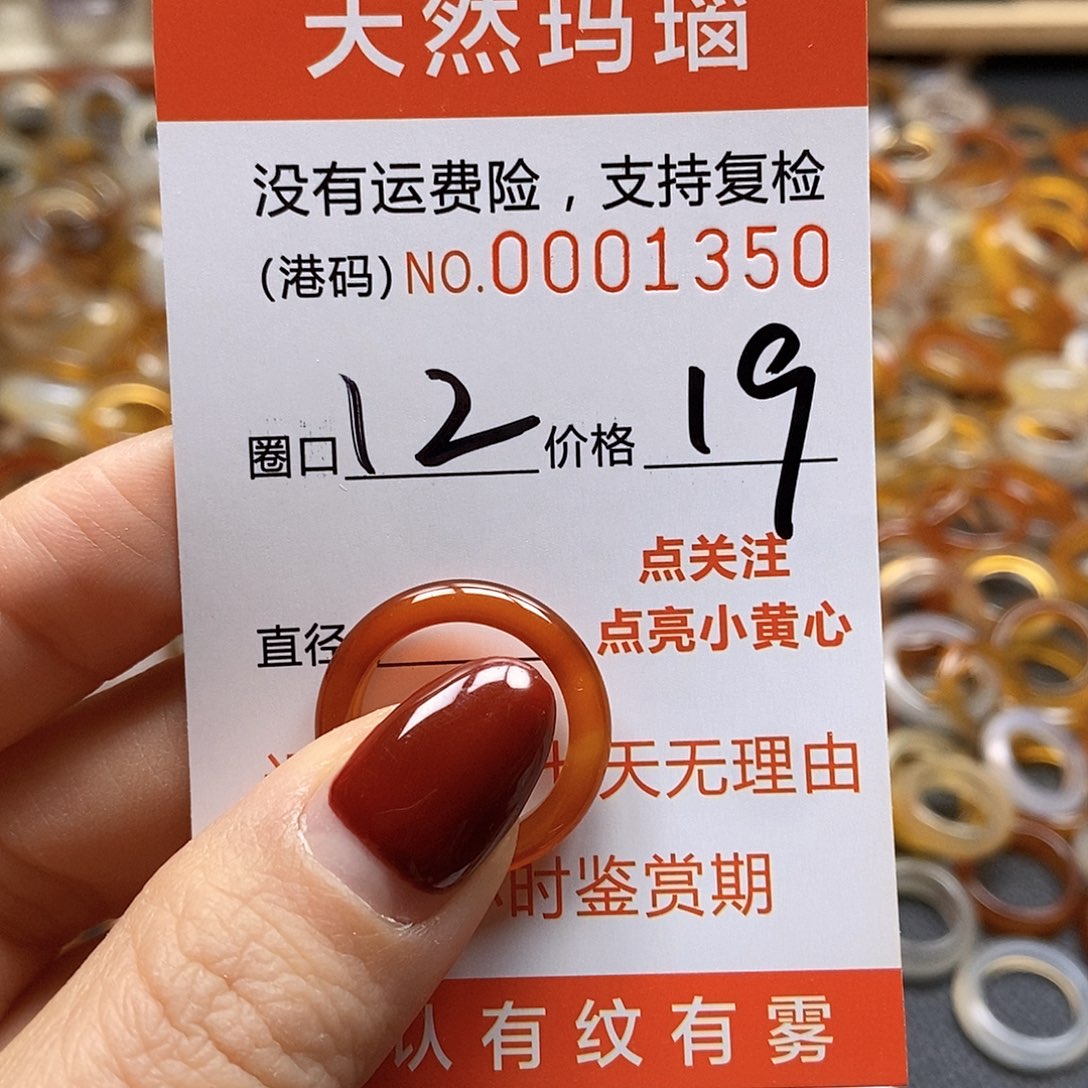 天然玛瑙
没有运费险，支持复检
(港码) NO.0001350
圈口12 价格 19
点关注
直径 点亮小黄心
天无理由
时鉴赏期
认有纹有雾